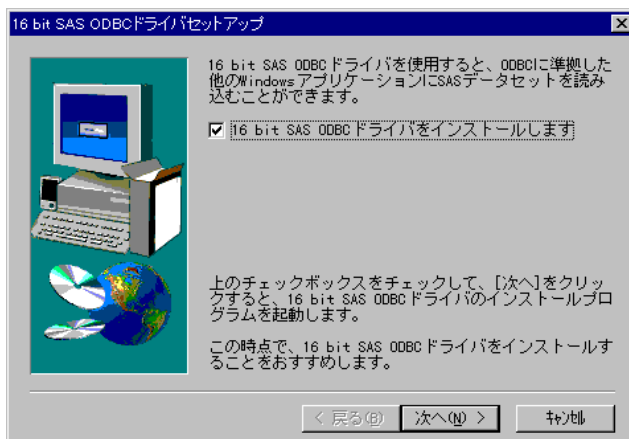 16 bit SAS ODBCドライバセットアップ
16 bit SAS ODBCドライバを使用すると、ODBCに準拠した
他のWindowsアプリケーションにSASデータセットを読み
込むことができます。
16 bit SAS ODBCドライバをインストールします
上のチェックボックスをチェックして、[次へ]をクリッ
クすると、16 bit SAS ODBCドライバのインストールプロ
グラムを起動します。
この時点で、16 bit SAS ODBCドライバをインストールす
ることをおすすめします。
< 戻る(B) 次へ(N) > キャンセル